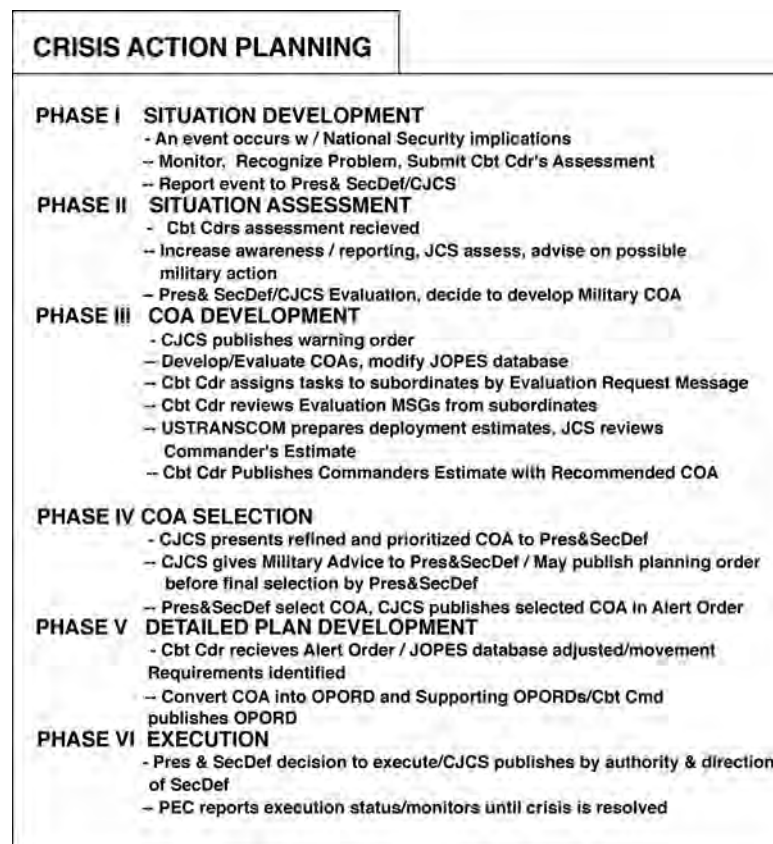 CRISIS ACTION PLANNING
PHASE I SITUATION DEVELOPMENT
- An event occurs w / National Security implications
-- Monitor, Recognize Problem, Submit Cbt Cdr's Assessment
-- Report event to Pres& SecDef/CJCS
PHASE II SITUATION ASSESSMENT
- Cbt Cdrs assessment recieved
-- Increase awareness / reporting, JCS assess, advise on possible
military action
-- Pres& SecDef/CJCS Evaluation, decide to develop Military COA
PHASE III COA DEVELOPMENT
- CJCS publishes warning order
-- Develop/Evaluate COAs, modify JOPES database
-- Cbt Cdr assigns tasks to subordinates by Evaluation Request Message
-- Cbt Cdr reviews Evaluation MSGs from subordinates
-- USTRANSCOM prepares deployment estimates, JCS reviews
Commander's Estimate
-- Cbt Cdr Publishes Commanders Estimate with Recommended COA
PHASE IV COA SELECTION
- CJCS presents refined and prioritized COA to Pres&SecDef
-- CJCS gives Military Advice to Pres&SecDef / May publish planning order
before final selection by Pres&SecDef
-- Pres&SecDef select COA, CJCS publishes selected COA in Alert Order
PHASE V DETAILED PLAN DEVELOPMENT
- Cbt Cdr recieves Alert Order / JOPES database adjusted/movement
Requirements identified
-- Convert COA into OPORD and Supporting OPORDs/Cbt Cmd
publishes OPORD
PHASE VI EXECUTION
- Pres & SecDef decision to execute/CJCS publishes by authority & direction
of SecDef
-- PEC reports execution status/monitors until crisis is resolved